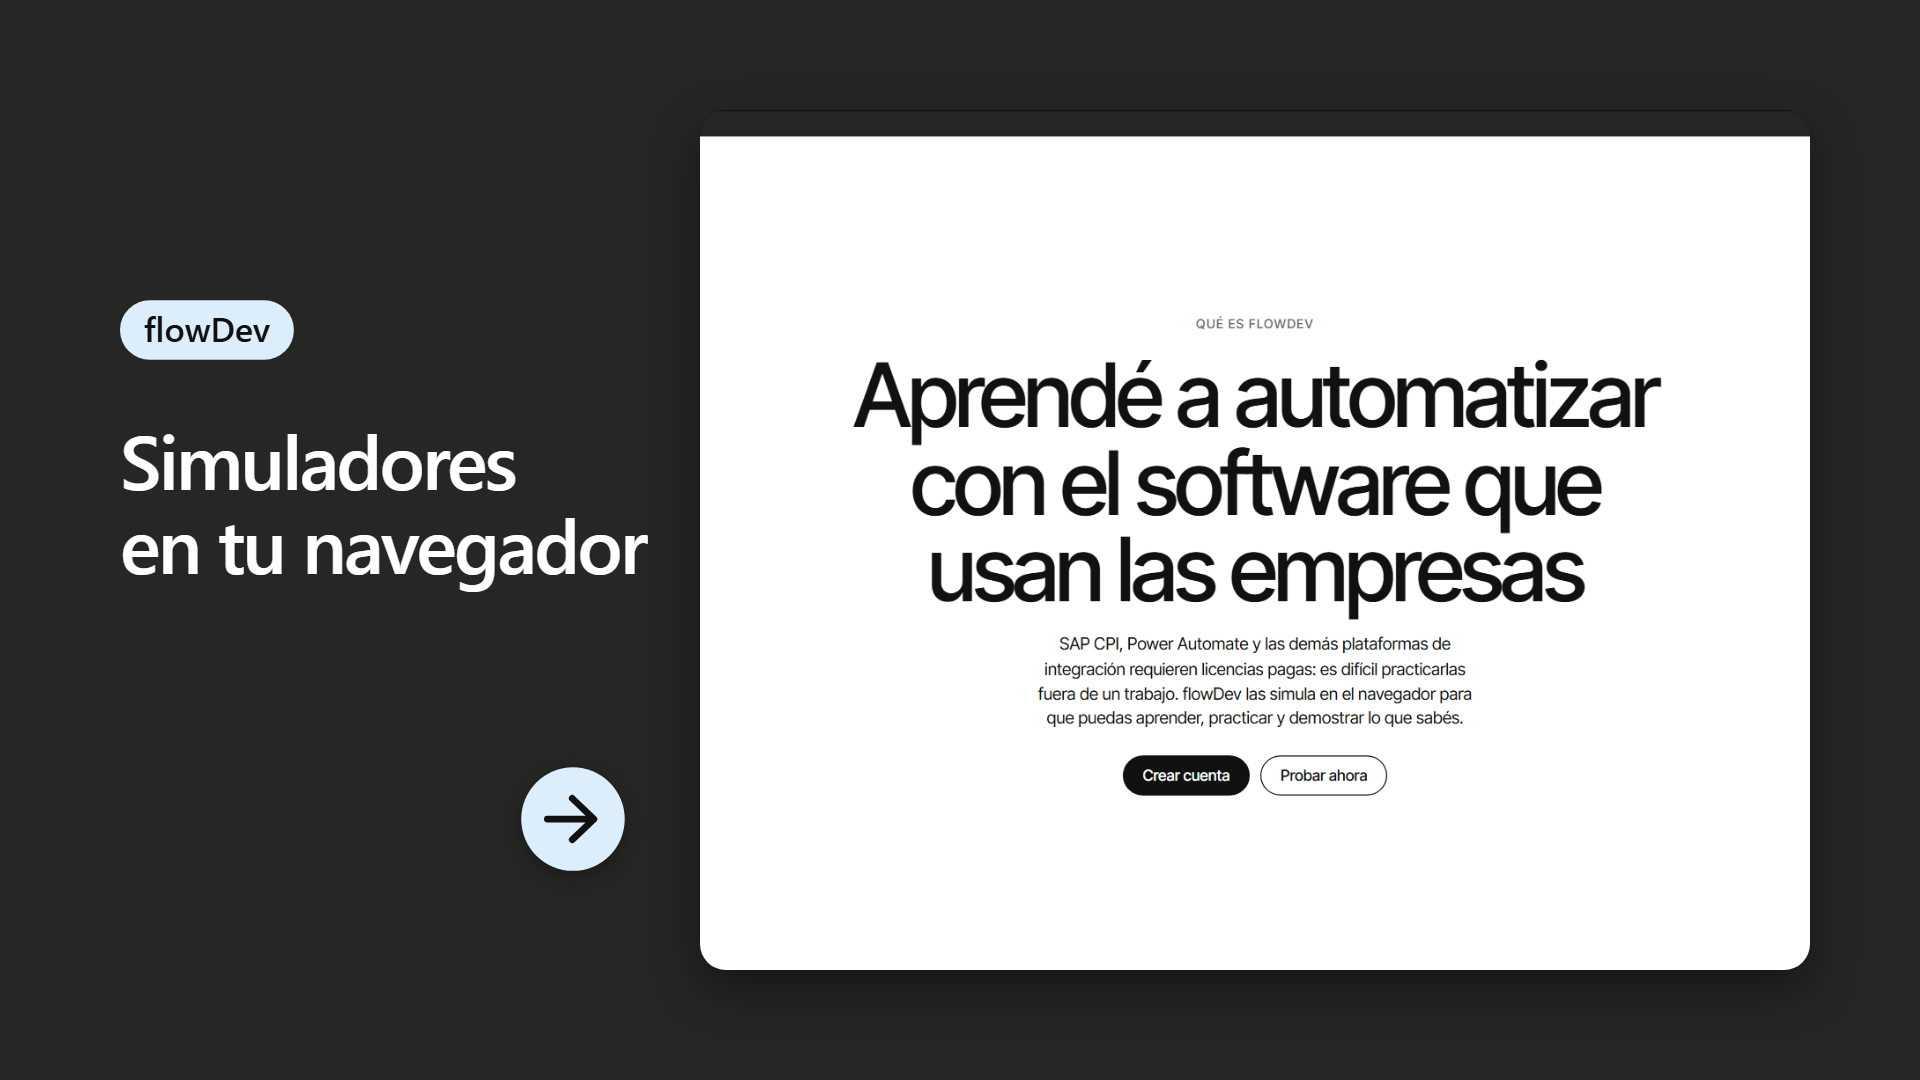 flowDev
Simuladores
en tu navegador
QUÉ ES FLOWDEV
Aprendé a automatizar
con el software que
usan las empresas
SAP CPI, Power Automate y las demás plataformas de
integración requieren licencias pagas: es difícil practicarlas
fuera de un trabajo. flowDev las simula en el navegador para
que puedas aprender, practicar y demostrar lo que sabés.
Crear cuenta
Probar ahora